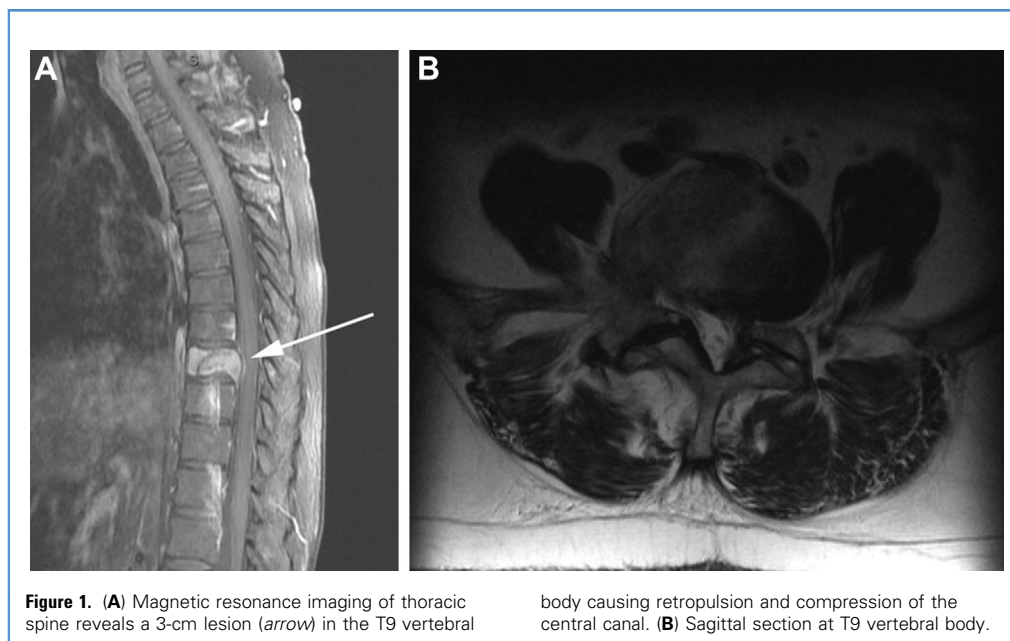 A
B
S
Figure 1. (A) Magnetic resonance imaging of thoracic
spine reveals a 3-cm lesion (arrow) in the T9 vertebral
body causing retropulsion and compression of the
central canal. (B) Sagittal section at T9 vertebral body.